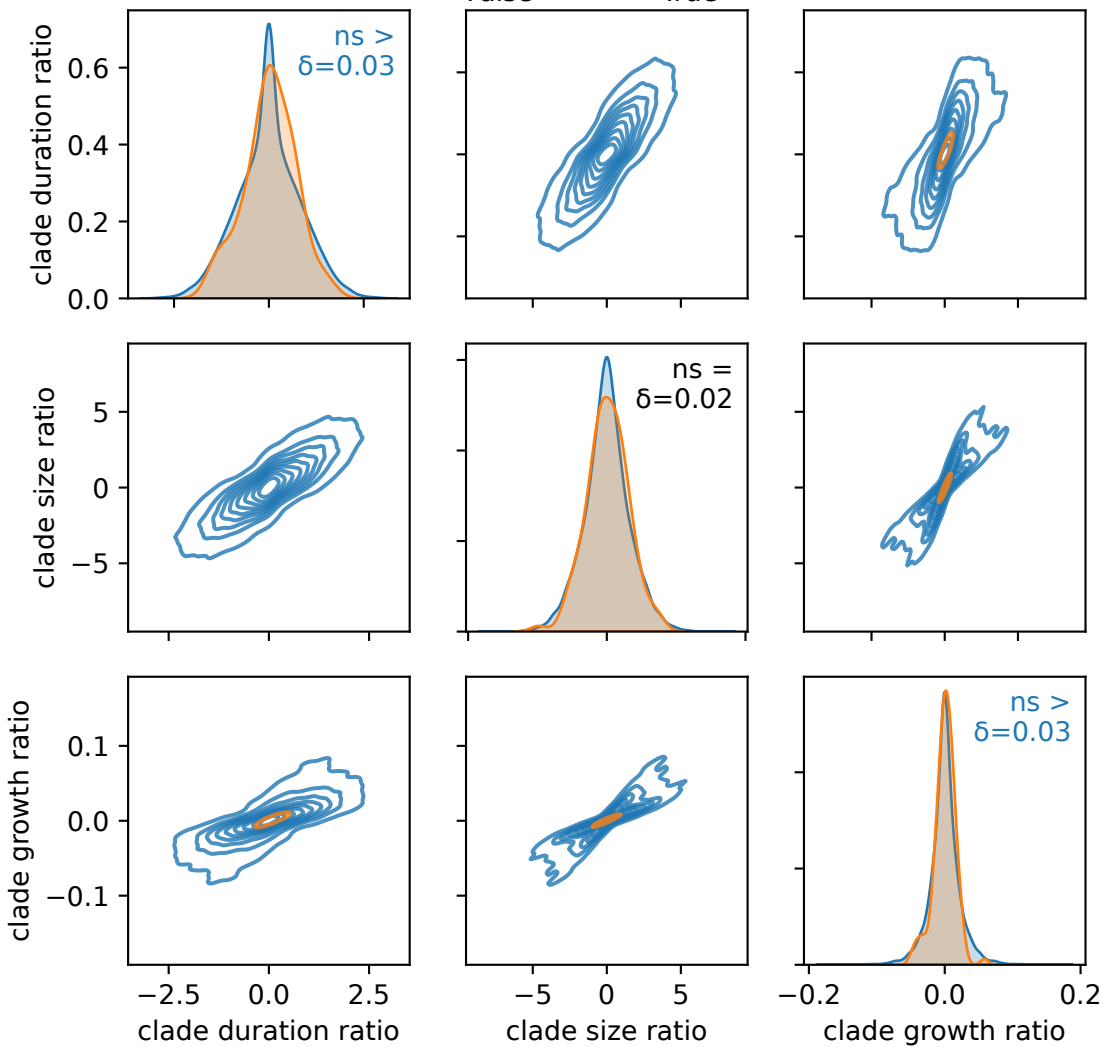 clade duration ratio
0.6
0.4
0.2
0.0
ns >
δ=0.03
clade size ratio
5
0
−5
ns =
δ=0.02
clade growth ratio
0.1
0.0
−0.1
ns >
δ=0.03
−2.5 0.0 2.5
−5 0 5
−0.2 0.0 0.2
clade duration ratio
clade size ratio
clade growth ratio